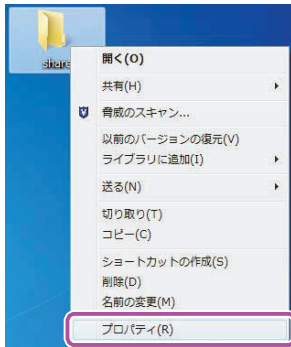 share
開く(O)
共有(H)
脅威のスキャン...
以前のバージョンの復元(V)
ライブラリに追加(I)
送る(N)
切り取り(T)
コピー(C)
ショートカットの作成(S)
削除(D)
名前の変更(M)
プロパティ(R)